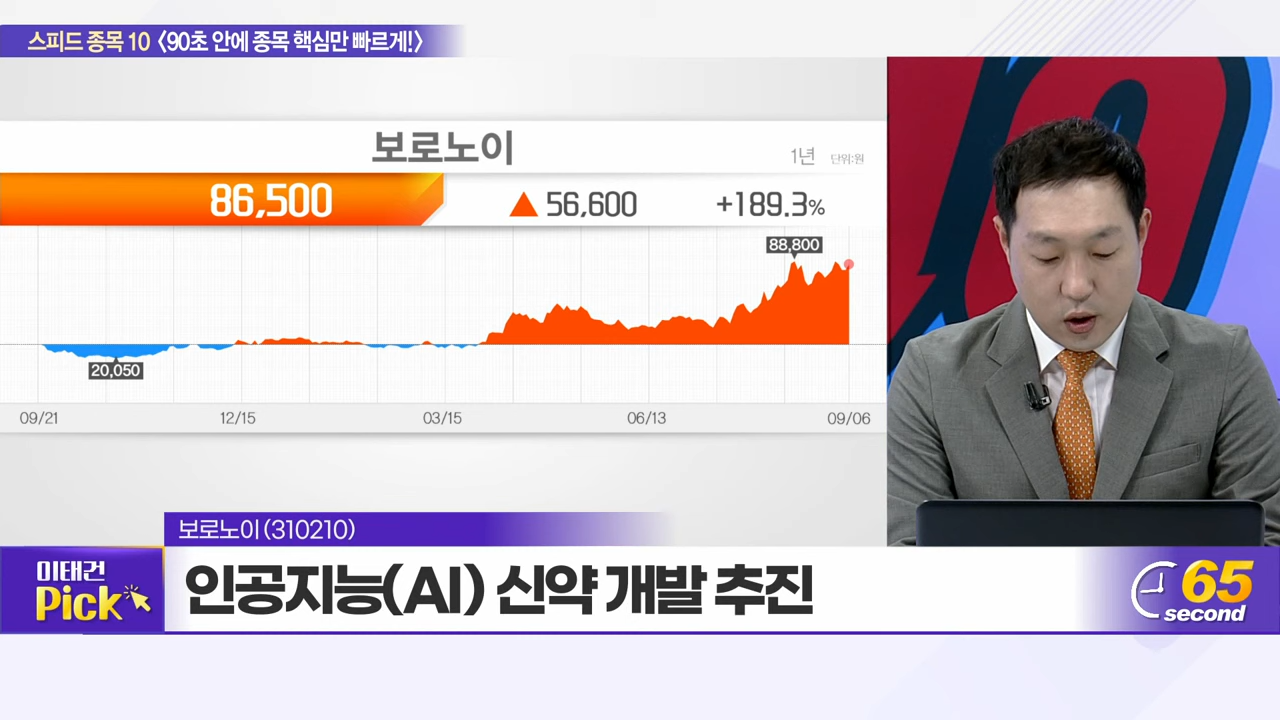 스피드 종목 10 <90초 안에 종목 핵심만 빠르게!>
보로노이
1년 단위:원
86,500 ▲ 56,600 +189.3%
88,800
20,050
09/21 12/15 03/15 06/13 09/06
보로노이(310210)
이태건
Pick
인공지능(AI) 신약 개발 추진
65
second